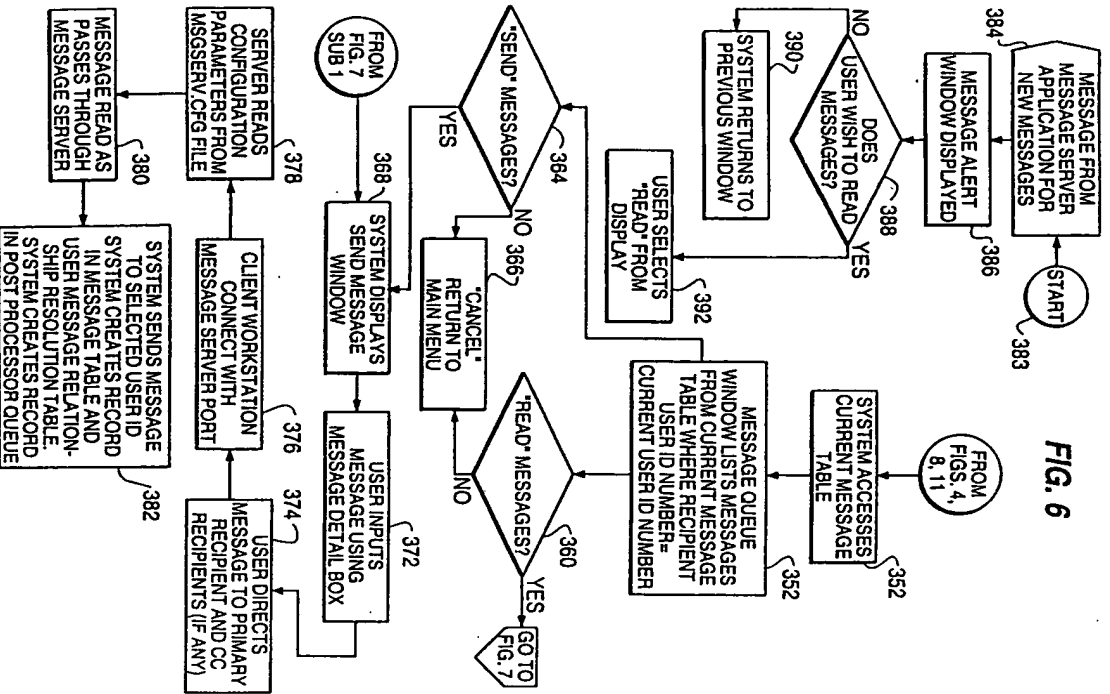 FIG. 6
START
383
MESSAGE FROM
MESSAGE SERVER
APPLICATION FOR
NEW MESSAGES
384
MESSAGE ALERT
WINDOW DISPLAYED
386
DOES
USER WISH TO READ
MESSAGES?
388
NO
YES
SYSTEM RETURNS TO
PREVIOUS WINDOW
390
USER SELECTS
"READ" FROM
DISPLAY
392
FROM
FIGS. 4,
8, 11
SYSTEM ACCESSES
CURRENT MESSAGE
TABLE
352
MESSAGE QUEUE
WINDOW LISTS MESSAGES
FROM CURRENT MESSAGE
TABLE WHERE RECIPIENT
USER ID NUMBER=
CURRENT USER ID NUMBER
352
"SEND" MESSAGES?
364
NO
YES
"CANCEL"
RETURN TO
MAIN MENU
366
"READ" MESSAGES?
360
NO
YES
GO TO
FIG. 7
FROM
FIG. 7
SUB 1
SYSTEM DISPLAYS
SEND MESSAGE
WINDOW
368
USER INPUTS
MESSAGE USING
MESSAGE DETAIL BOX
372
USER DIRECTS
MESSAGE TO PRIMARY
RECIPIENT AND CC
RECIPIENTS (IF ANY)
374
CLIENT WORKSTATION
CONNECT WITH
MESSAGE SERVER PORT
376
SERVER READS
CONFIGURATION
PARAMETERS FROM
MSGSERV.CFG FILE
378
MESSAGE READ AS
PASSES THROUGH
MESSAGE SERVER
380
SYSTEM SENDS MESSAGE
TO SELECTED USER ID
SYSTEM CREATES RECORD
IN MESSAGE TABLE AND
USER MESSAGE RELATION-
SHIP RESOLUTION TABLE.
SYSTEM CREATES RECORD
IN POST PROCESSOR QUEUE
382